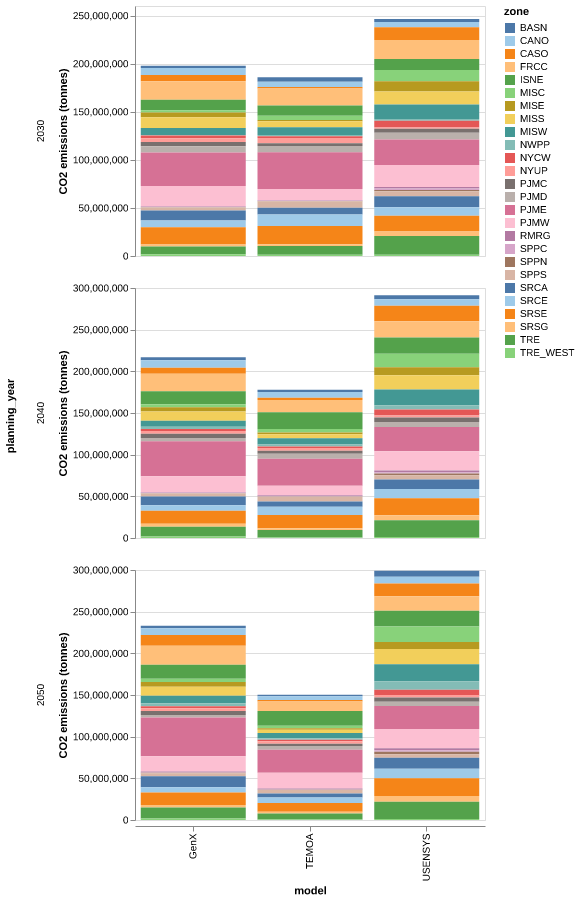 planning_year
2030
CO2 emissions (tonnes)
250,000,000
200,000,000
150,000,000
100,000,000
50,000,000
0
2040
CO2 emissions (tonnes)
300,000,000
250,000,000
200,000,000
150,000,000
100,000,000
50,000,000
0
2050
CO2 emissions (tonnes)
300,000,000
250,000,000
200,000,000
150,000,000
100,000,000
50,000,000
0
GenX
TEMOA
USENSYS
model
zone
BASN
CANO
CASO
FRCC
ISNE
MISC
MISE
MISS
MISW
NWPP
NYCW
NYUP
PJMC
PJMD
PJME
PJMW
RMRG
SPPC
SPPN
SPPS
SRCA
SRCE
SRSE
SRSG
TRE
TRE_WEST